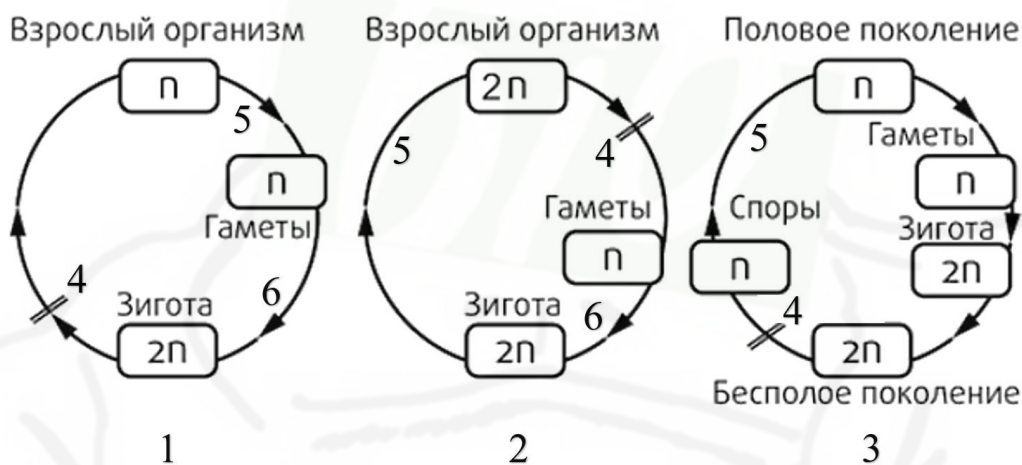 Взрослый организм
n
5
n
Гаметы
6
4
Зигота
2n
1
Взрослый организм
2n
4
5
Гаметы
n
6
Зигота
2n
2
Половое поколение
n
5
Гаметы
n
Споры
Зигота
n
2n
4
2n
Бесполое поколение
3